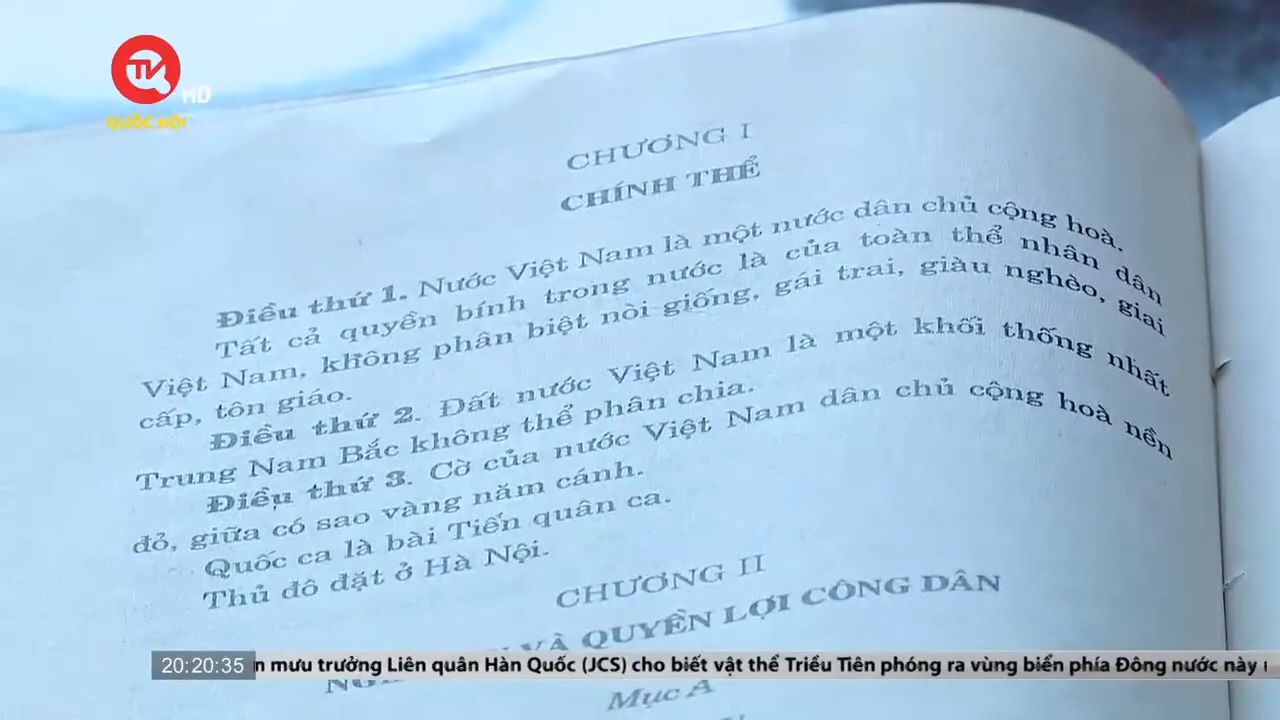 TV
HD
QUỐC HỘI
CHƯƠNG I
CHÍNH THỂ
Điều thứ 1. Nước Việt Nam là một nước dân chủ cộng hoà.
Tất cả quyền bính trong nước là của toàn thể nhân dân
Việt Nam, không phân biệt nòi giống, gái trai, giàu nghèo, giai
cấp, tôn giáo.
Điều thứ 2. Đất nước Việt Nam là một khối thống nhất
Trung Nam Bắc không thể phân chia.
Điều thứ 3. Cờ của nước Việt Nam dân chủ cộng hoà nền
đỏ, giữa có sao vàng năm cánh.
Quốc ca là bài Tiến quân ca.
Thủ đô đặt ở Hà Nội.
CHƯƠNG II
VÀ QUYỀN LỢI CÔNG DÂN
Mục A
20:20:35 mưu trưởng Liên quân Hàn Quốc (JCS) cho biết vật thể Triều Tiên phóng ra vùng biển phía Đông nước này